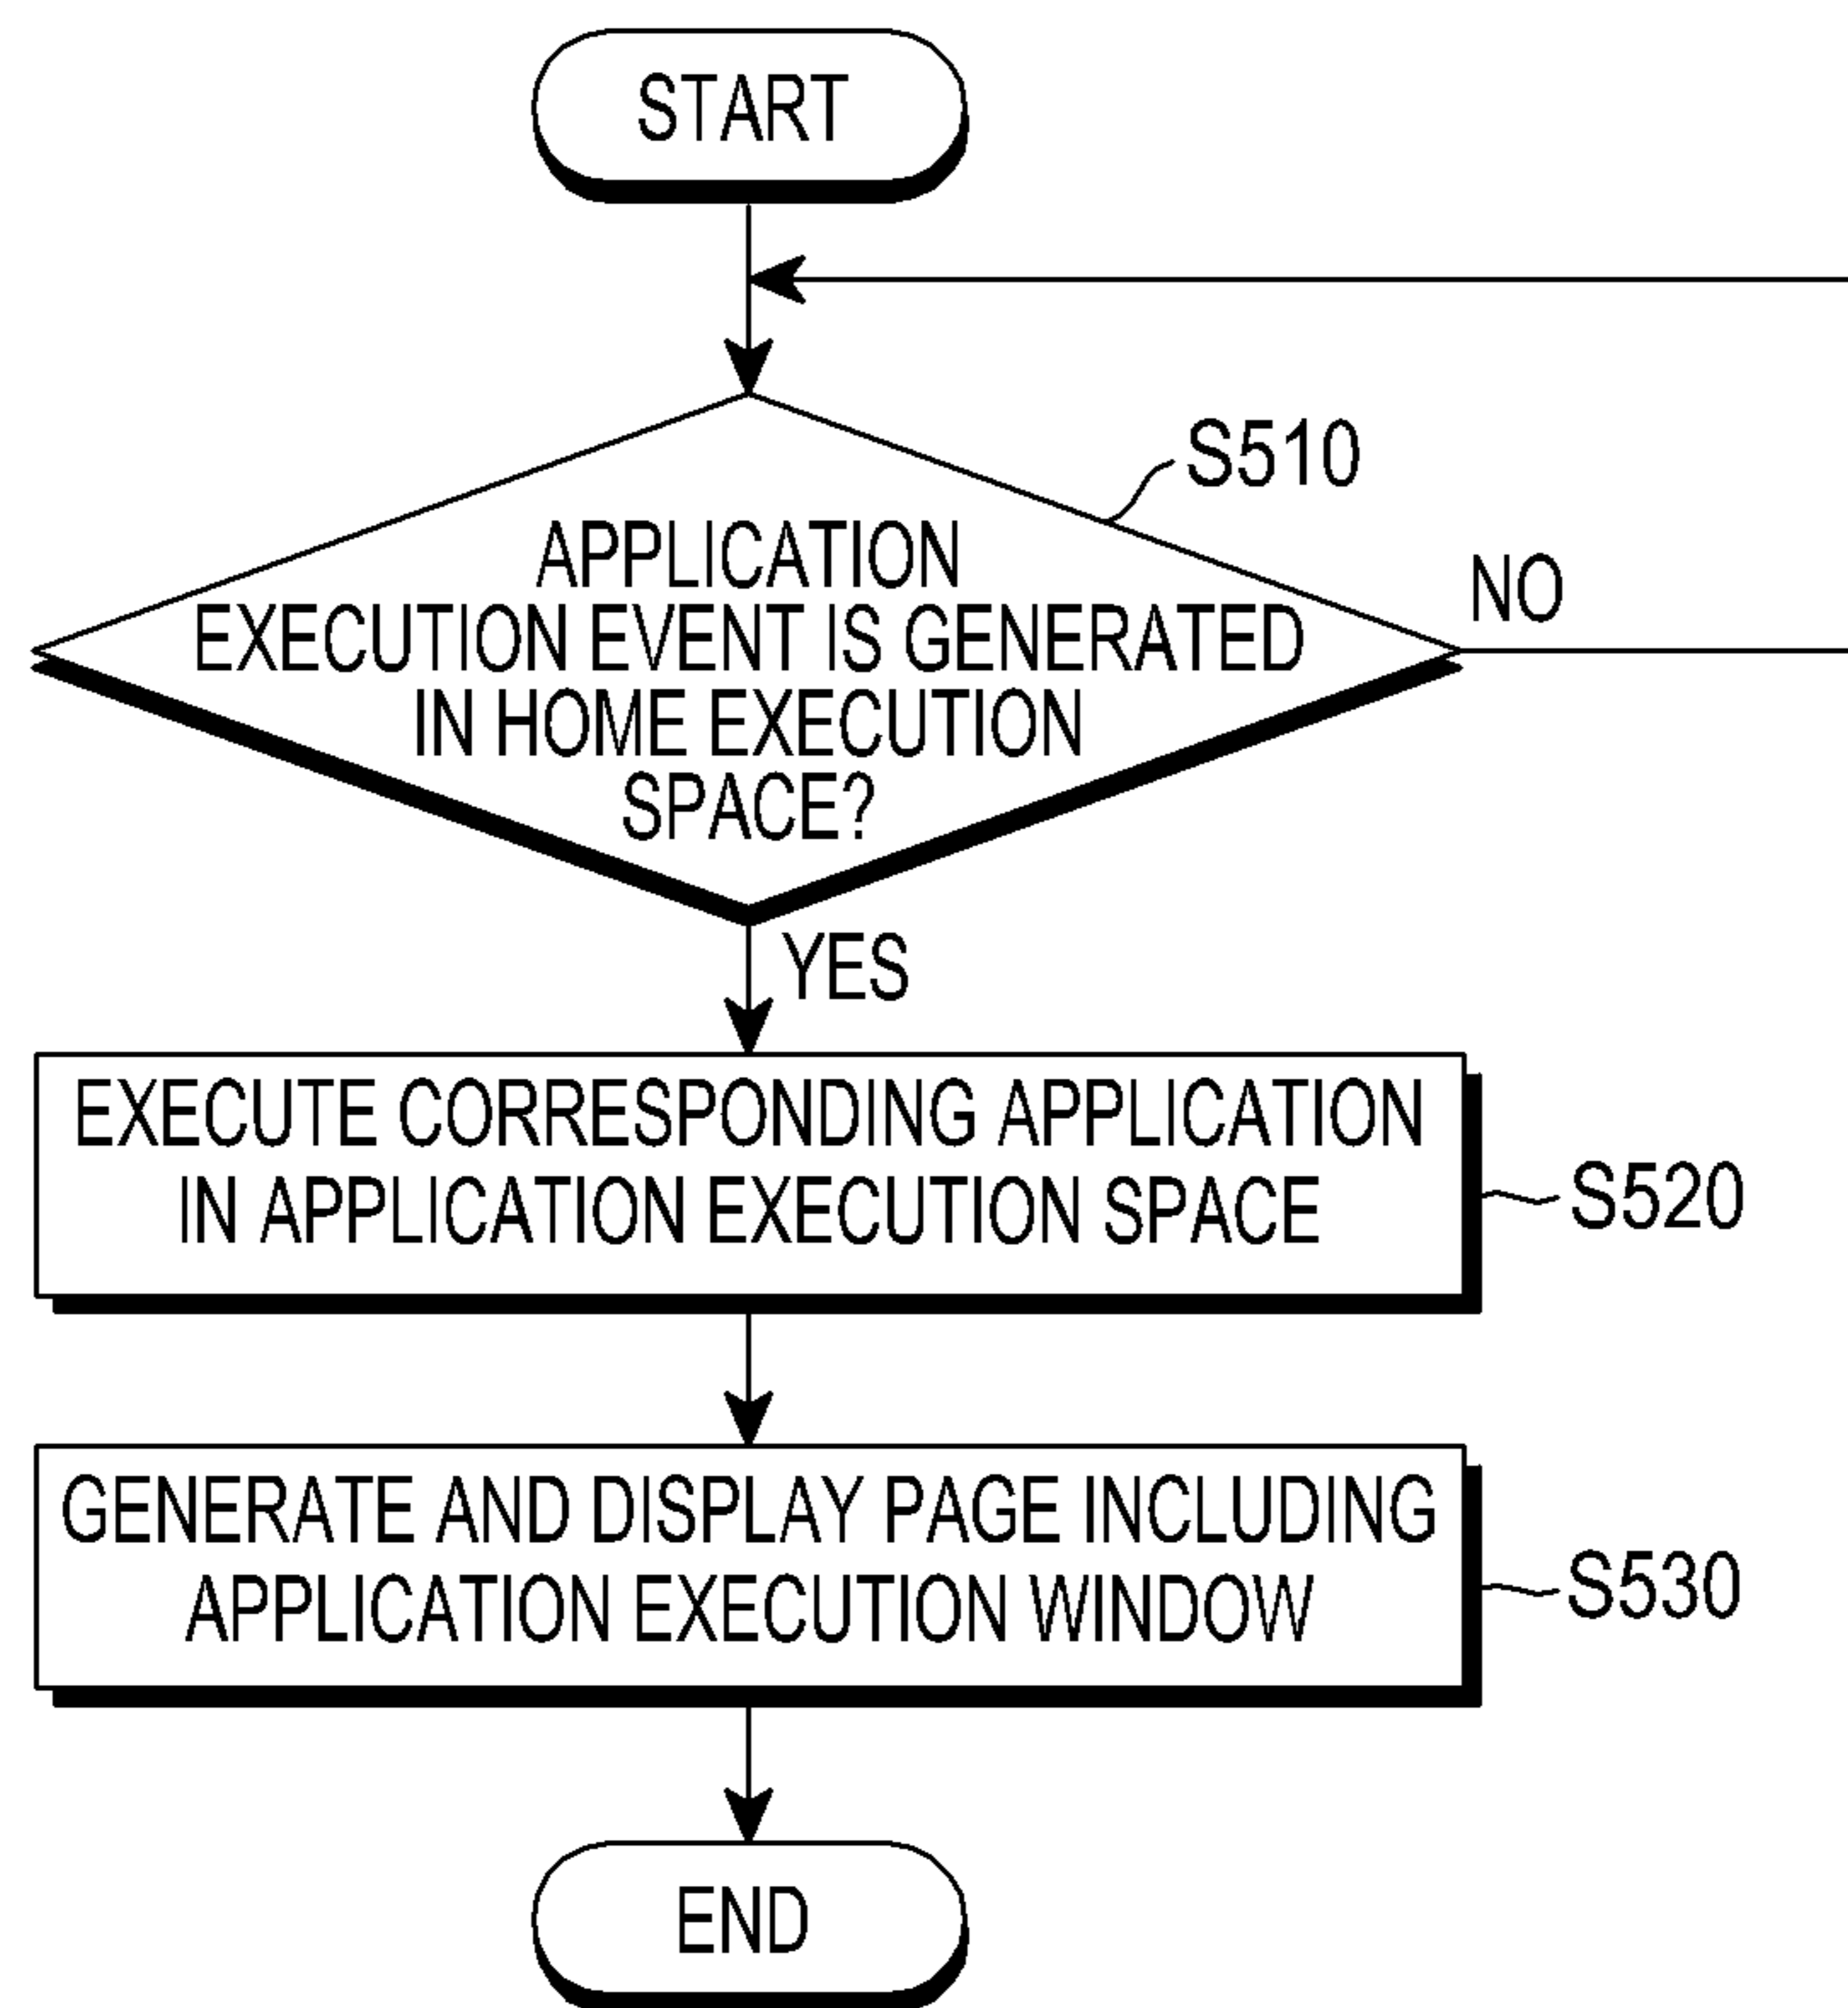 START
S510
APPLICATION
EXECUTION EVENT IS GENERATED
IN HOME EXECUTION
SPACE?
NO
YES
EXECUTE CORRESPONDING APPLICATION
IN APPLICATION EXECUTION SPACE
S520
GENERATE AND DISPLAY PAGE INCLUDING
APPLICATION EXECUTION WINDOW
S530
END